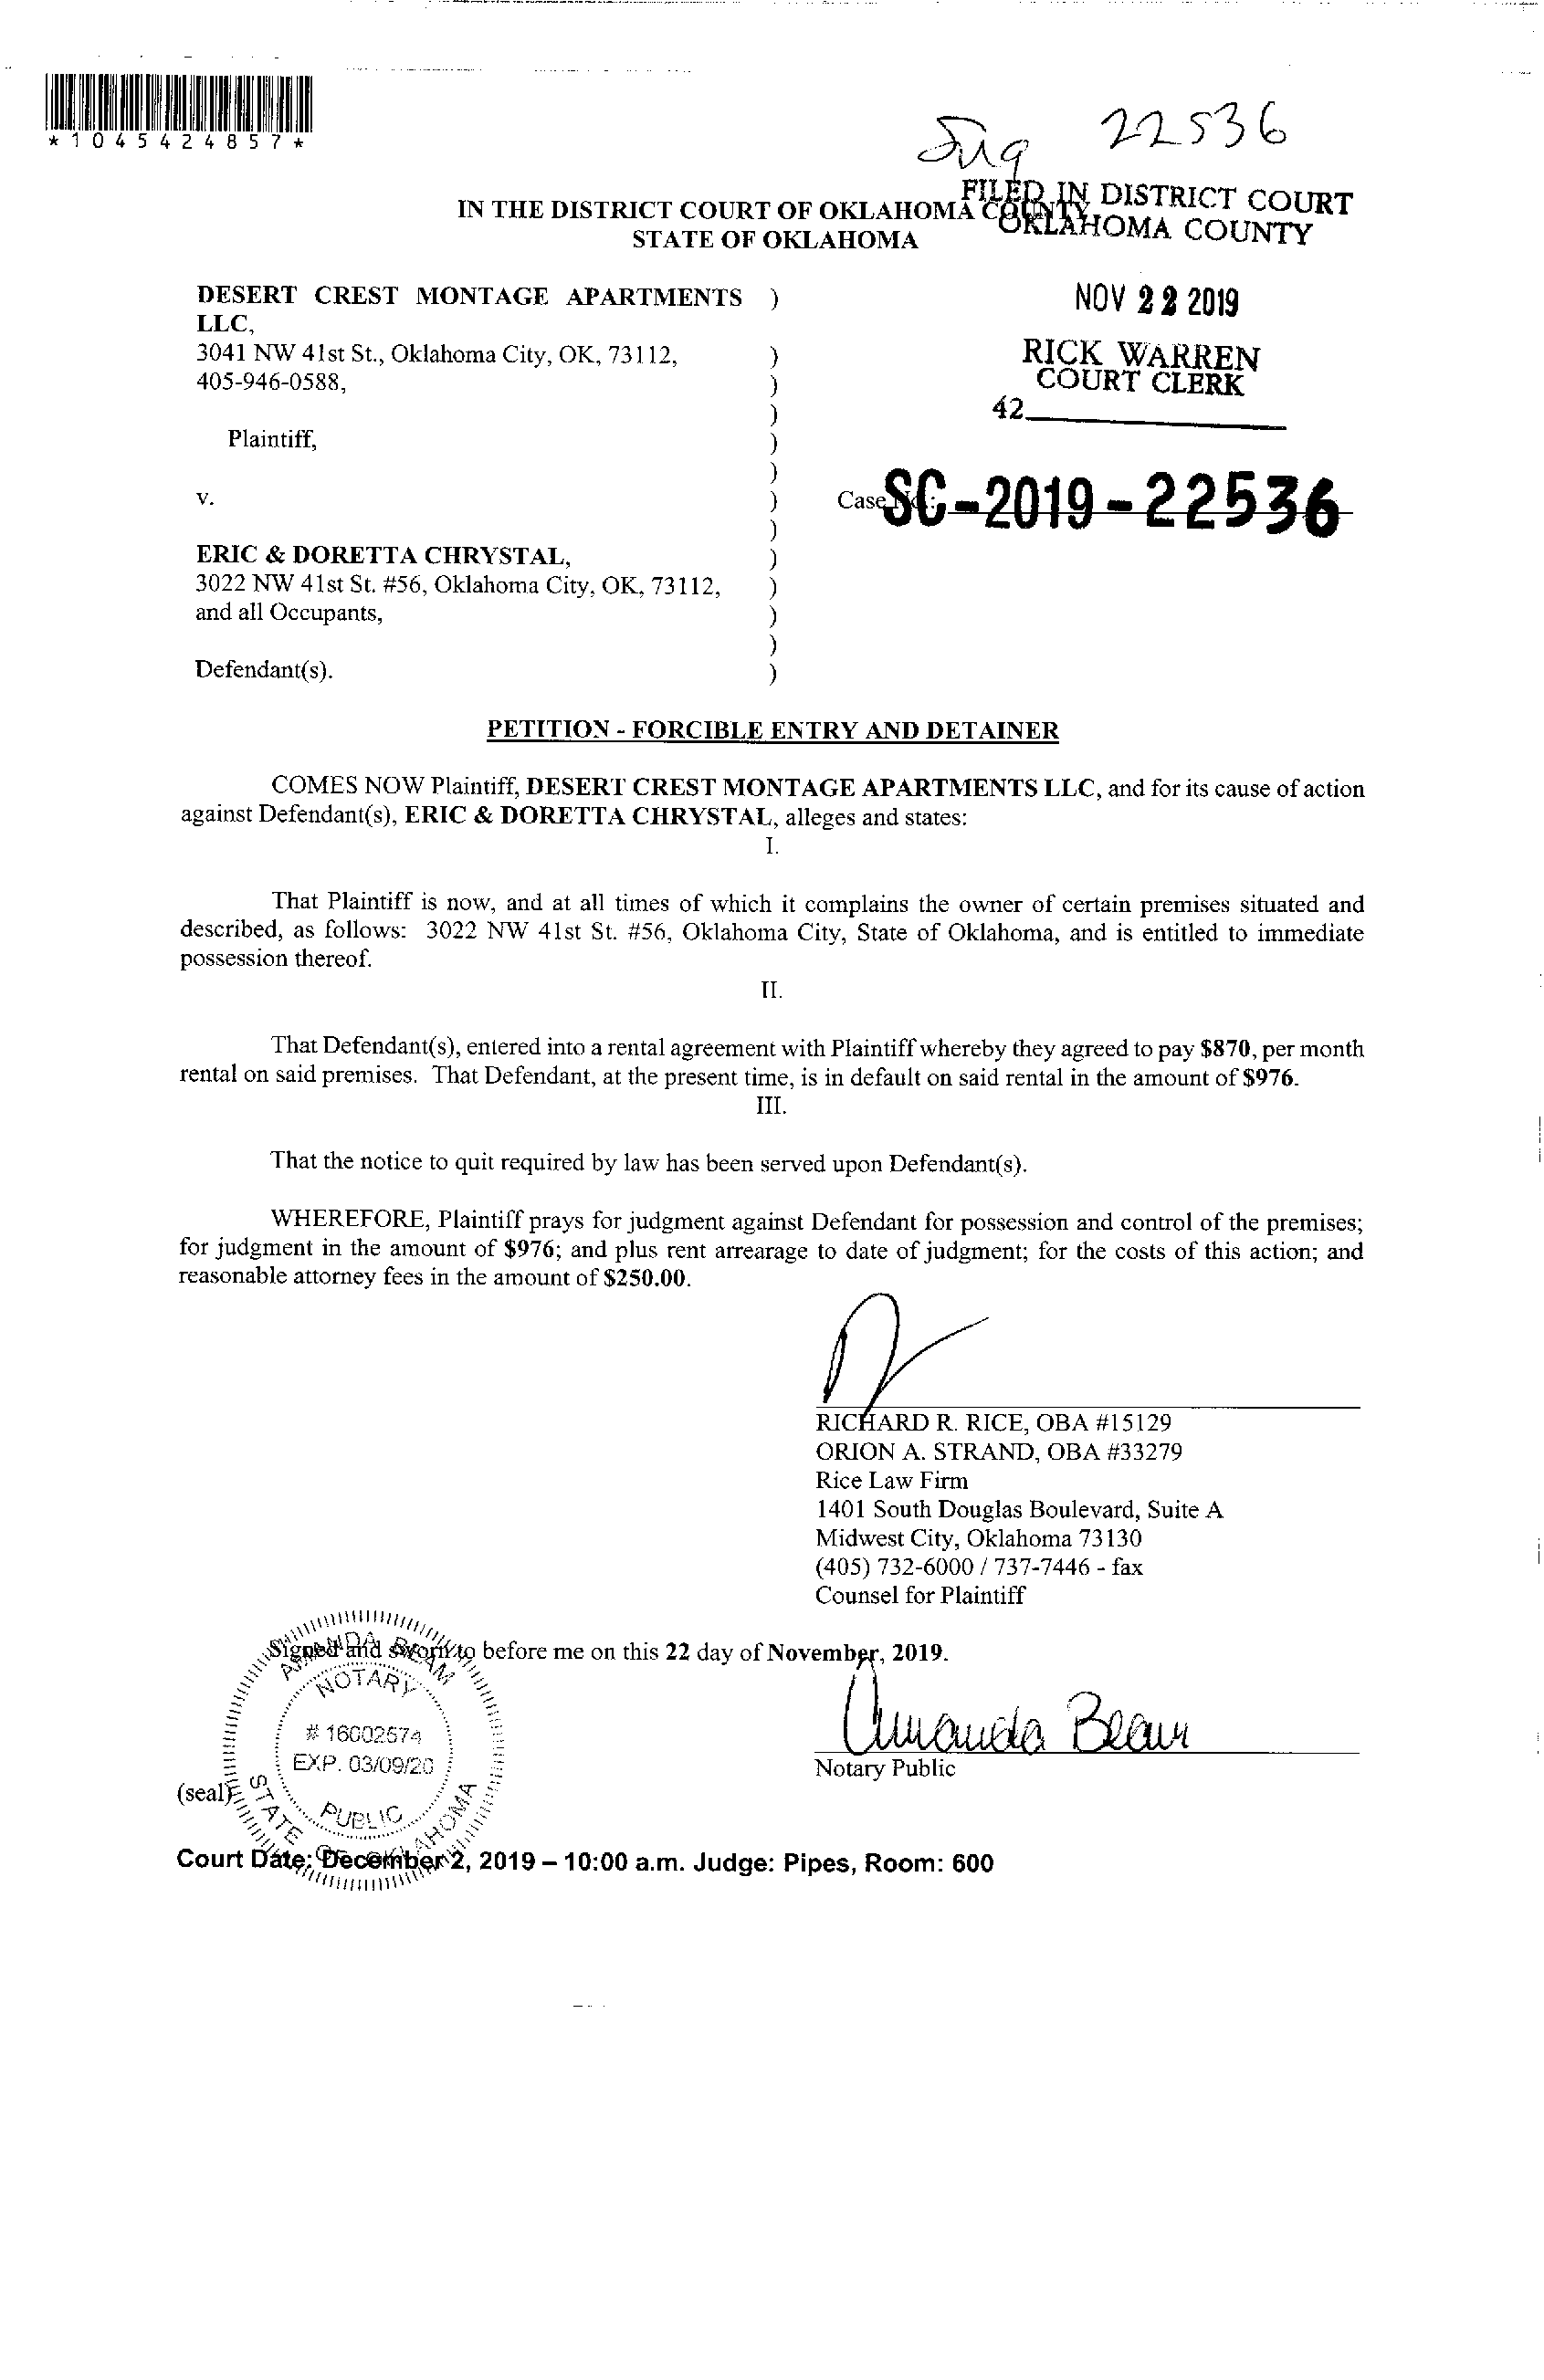 *1045424857*
22536
FILED IN DISTRICT COURT
OKLAHOMA COUNTY
IN THE DISTRICT COURT OF OKLAHOMA COUNTY
STATE OF OKLAHOMA
NOV 22 2019
RICK WARREN
COURT CLERK
42
DESERT CREST MONTAGE APARTMENTS )
LLC,
3041 NW 41st St., Oklahoma City, OK, 73112, )
405-946-0588, )
)
Plaintiff, )
)
v. ) Case No.: SC-2019-22536
)
ERIC & DORETTA CHRYSTAL, )
3022 NW 41st St. #56, Oklahoma City, OK, 73112, )
and all Occupants, )
)
Defendant(s). )
PETITION - FORCIBLE ENTRY AND DETAINER
COMES NOW Plaintiff, DESERT CREST MONTAGE APARTMENTS LLC, and for its cause of action
against Defendant(s), ERIC & DORETTA CHRYSTAL, alleges and states:
I.
That Plaintiff is now, and at all times of which it complains the owner of certain premises situated and
described, as follows: 3022 NW 41st St. #56, Oklahoma City, State of Oklahoma, and is entitled to immediate
possession thereof.
II.
That Defendant(s), entered into a rental agreement with Plaintiff whereby they agreed to pay $870, per month
rental on said premises. That Defendant, at the present time, is in default on said rental in the amount of $976.
III.
That the notice to quit required by law has been served upon Defendant(s).
WHEREFORE, Plaintiff prays for judgment against Defendant for possession and control of the premises;
for judgment in the amount of $976; and plus rent arrearage to date of judgment; for the costs of this action; and
reasonable attorney fees in the amount of $250.00.
RICHARD R. RICE, OBA #15129
ORION A. STRAND, OBA #33279
Rice Law Firm
1401 South Douglas Boulevard, Suite A
Midwest City, Oklahoma 73130
(405) 732-6000 / 737-7446 - fax
Counsel for Plaintiff
Signed and sworn to before me on this 22 day of November, 2019.
AMANDA BEAM
NOTARY
# 16002574
EXP. 03/09/20
PUBLIC
STATE OF OKLAHOMA
Amanda Beam
Notary Public
(seal)
Court Date: December 2, 2019 – 10:00 a.m. Judge: Pipes, Room: 600